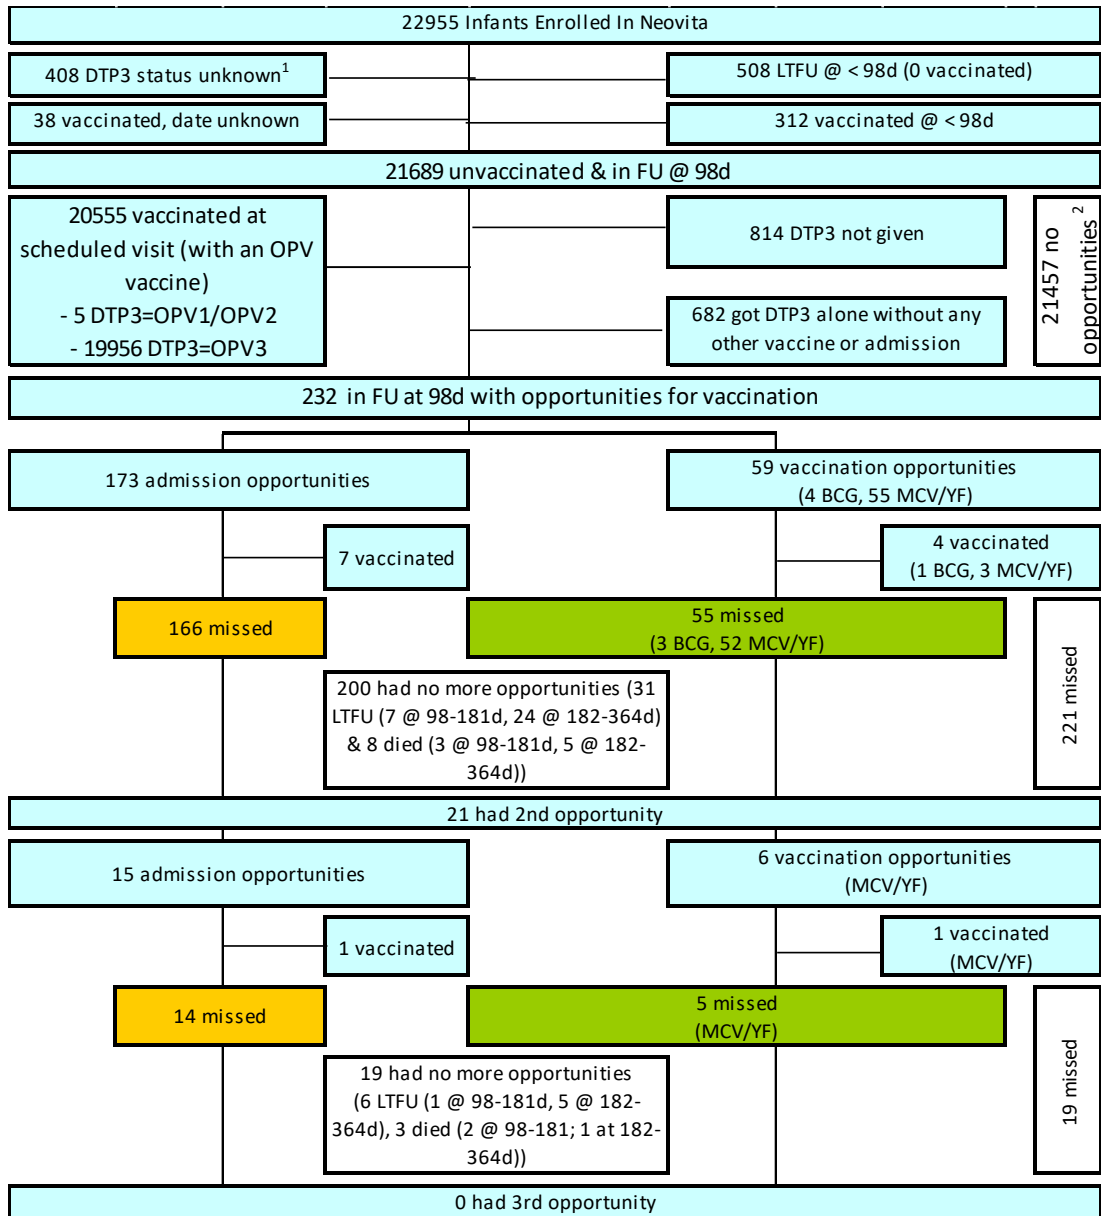 22955 Infants Enrolled In Neovita
408 DTP3 status unknown1
508 LTFU @ < 98d (0 vaccinated)
38 vaccinated, date unknown
312 vaccinated @ < 98d
21689 unvaccinated & in FU @ 98d
20555 vaccinated at
scheduled visit (with an OPV
vaccine)
- 5 DTP3=OPV1/OPV2
- 19956 DTP3=OPV3
814 DTP3 not given
682 got DTP3 alone without any
other vaccine or admission
21457 no
opportunities 2
232 in FU at 98d with opportunities for vaccination
173 admission opportunities
59 vaccination opportunities
(4 BCG, 55 MCV/YF)
7 vaccinated
4 vaccinated
(1 BCG, 3 MCV/YF)
166 missed
55 missed
(3 BCG, 52 MCV/YF)
221 missed
200 had no more opportunities (31
LTFU (7 @ 98-181d, 24 @ 182-364d)
& 8 died (3 @ 98-181d, 5 @ 182-
364d))
21 had 2nd opportunity
15 admission opportunities
6 vaccination opportunities
(MCV/YF)
1 vaccinated
1 vaccinated
(MCV/YF)
14 missed
5 missed
(MCV/YF)
19 missed
19 had no more opportunities
(6 LTFU (1 @ 98-181d, 5 @ 182-
364d), 3 died (2 @ 98-181; 1 at 182-
364d))
0 had 3rd opportunity